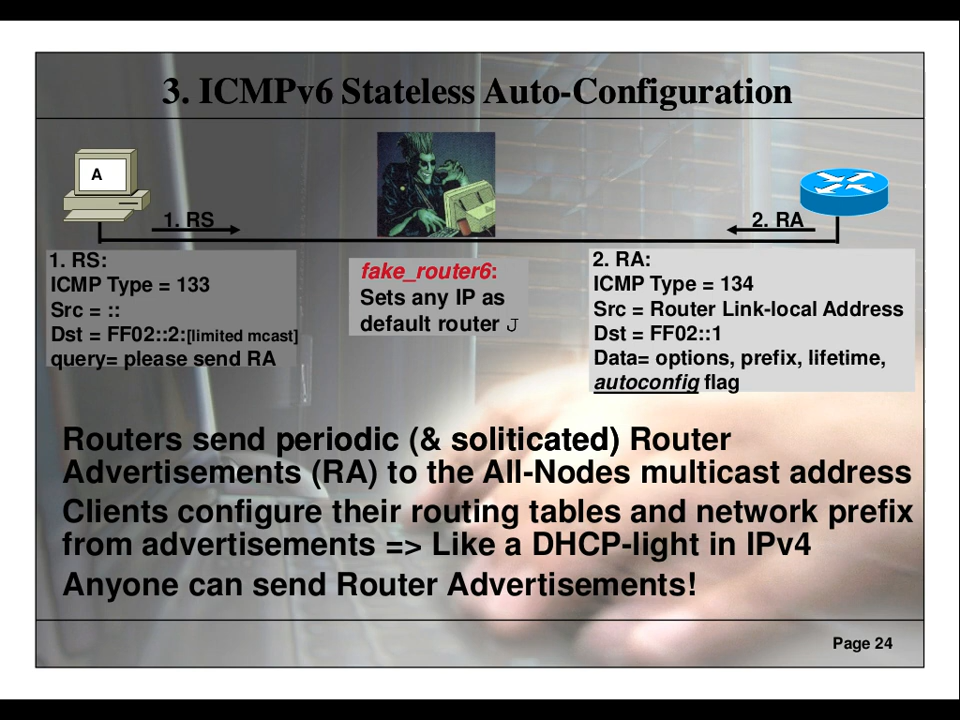 3. ICMPv6 Stateless Auto-Configuration
A
1. RS
2. RA
1. RS:
ICMP Type = 133
Src = ::
Dst = FF02::2:[limited mcast]
query= please send RA
fake_router6:
Sets any IP as
default router J
2. RA:
ICMP Type = 134
Src = Router Link-local Address
Dst = FF02::1
Data= options, prefix, lifetime,
autoconfig flag
Routers send periodic (& soliticated) Router
Advertisements (RA) to the All-Nodes multicast address
Clients configure their routing tables and network prefix
from advertisements => Like a DHCP-light in IPv4
Anyone can send Router Advertisements!
Page 24